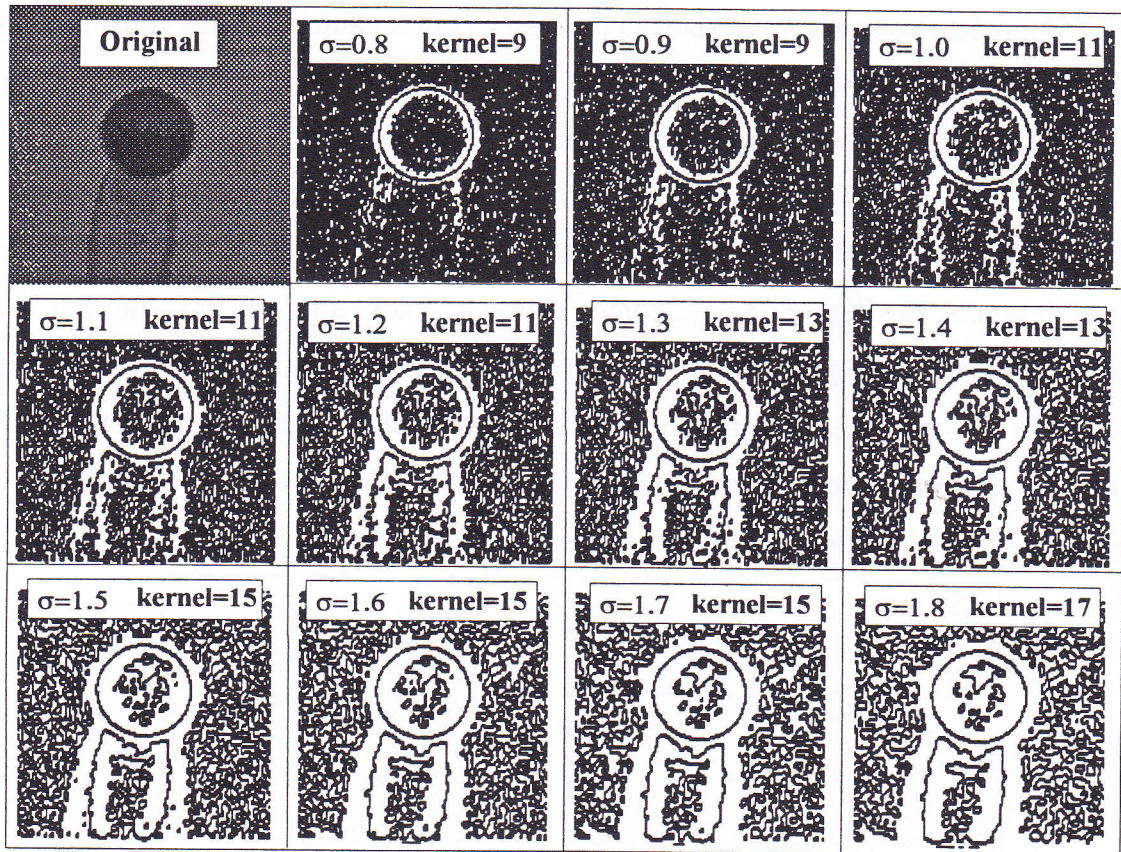 Original
σ=0.8 kernel=9
σ=0.9 kernel=9
σ=1.0 kernel=11
σ=1.1 kernel=11
σ=1.2 kernel=11
σ=1.3 kernel=13
σ=1.4 kernel=13
σ=1.5 kernel=15
σ=1.6 kernel=15
σ=1.7 kernel=15
σ=1.8 kernel=17